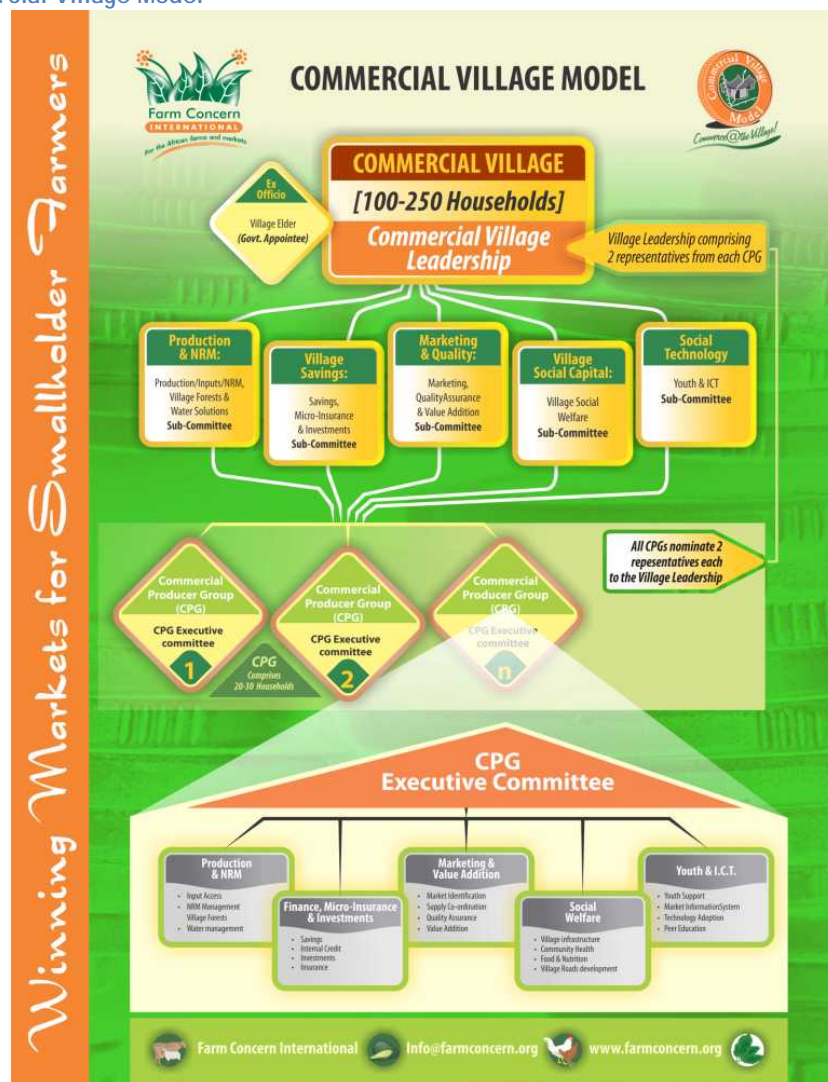 Winning Markets for Smallholder Farmers
Farm Concern
INTERNATIONAL
For the African farms and markets
COMMERCIAL VILLAGE MODEL
Commercial Village
Model
Commerce@the Village!
COMMERCIAL VILLAGE
[100-250 Households]
Commercial Village
Leadership
Ex
Officio
Village Elder
(Govt. Appointee)
Village Leadership comprising
2 representatives from each CPG
Production
& NRM:
Production/Inputs/NRM,
Village Forests &
Water Solutions
Sub-Committee
Village
Savings:
Savings,
Micro-Insurance
& Investments
Sub-Committee
Marketing
& Quality:
Marketing,
QualityAssurance
& Value Addition
Sub-Committee
Village
Social Capital:
Village Social
Welfare
Sub-Committee
Social
Technology
Youth & ICT
Sub-Committee
All CPGs nominate 2
repesentatives each
to the Village Leadership
Commercial
Producer Group
(CPG)
CPG Executive
committee
1
CPG
Comprises
20-30 Households
Commercial
Producer Group
(CPG)
CPG Executive
committee
2
Commercial
Producer Group
(CPG)
CPG Executive
committee
n
CPG
Executive Committee
Production
& NRM
• Input Access
• NRM Management
Village Forests
• Water management
Finance, Micro-Insurance
& Investments
• Savings
• Internal Credit
• Investments
• Insurance
Marketing &
Value Addition
• Market Identification
• Supply Co-ordination
• Quality Assurance
• Value Addition
Social
Welfare
• Village infrastructure
• Community Health
• Food & Nutrition
• Village Roads development
Youth & I.C.T.
• Youth Support
• Market InformationSystem
• Technology Adoption
• Peer Education
Farm Concern International
Info@farmconcern.org
www.farmconcern.org